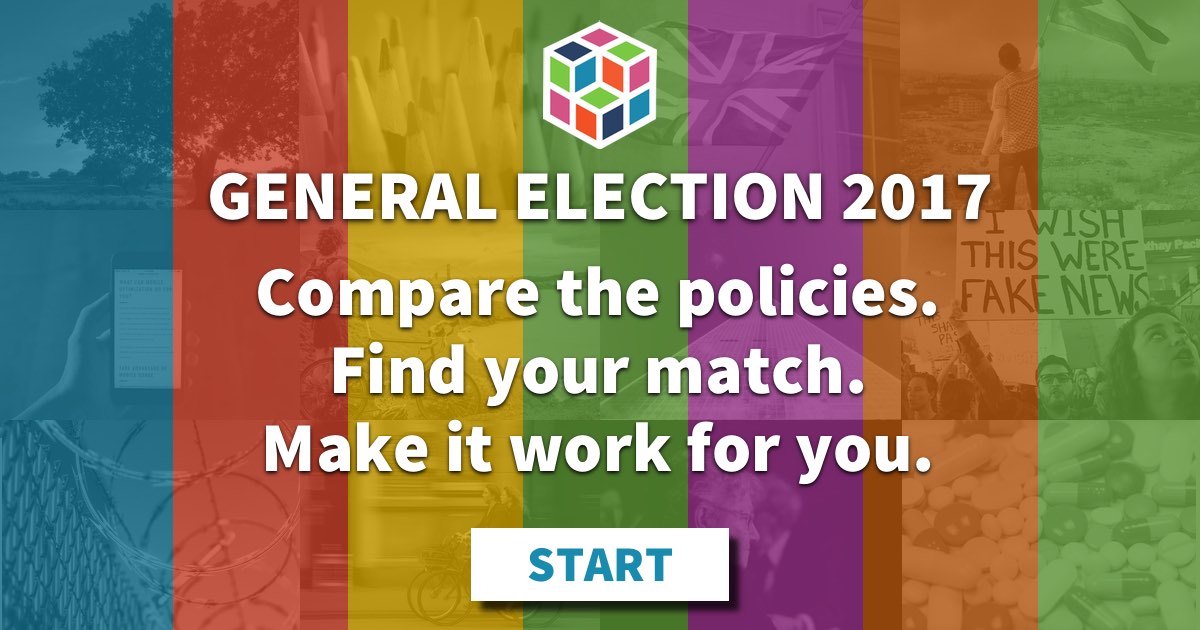 GENERAL ELECTION 2017
Compare the policies.
Find your match.
Make it work for you.
START
I WISH
THIS WERE
FAKE NEWS